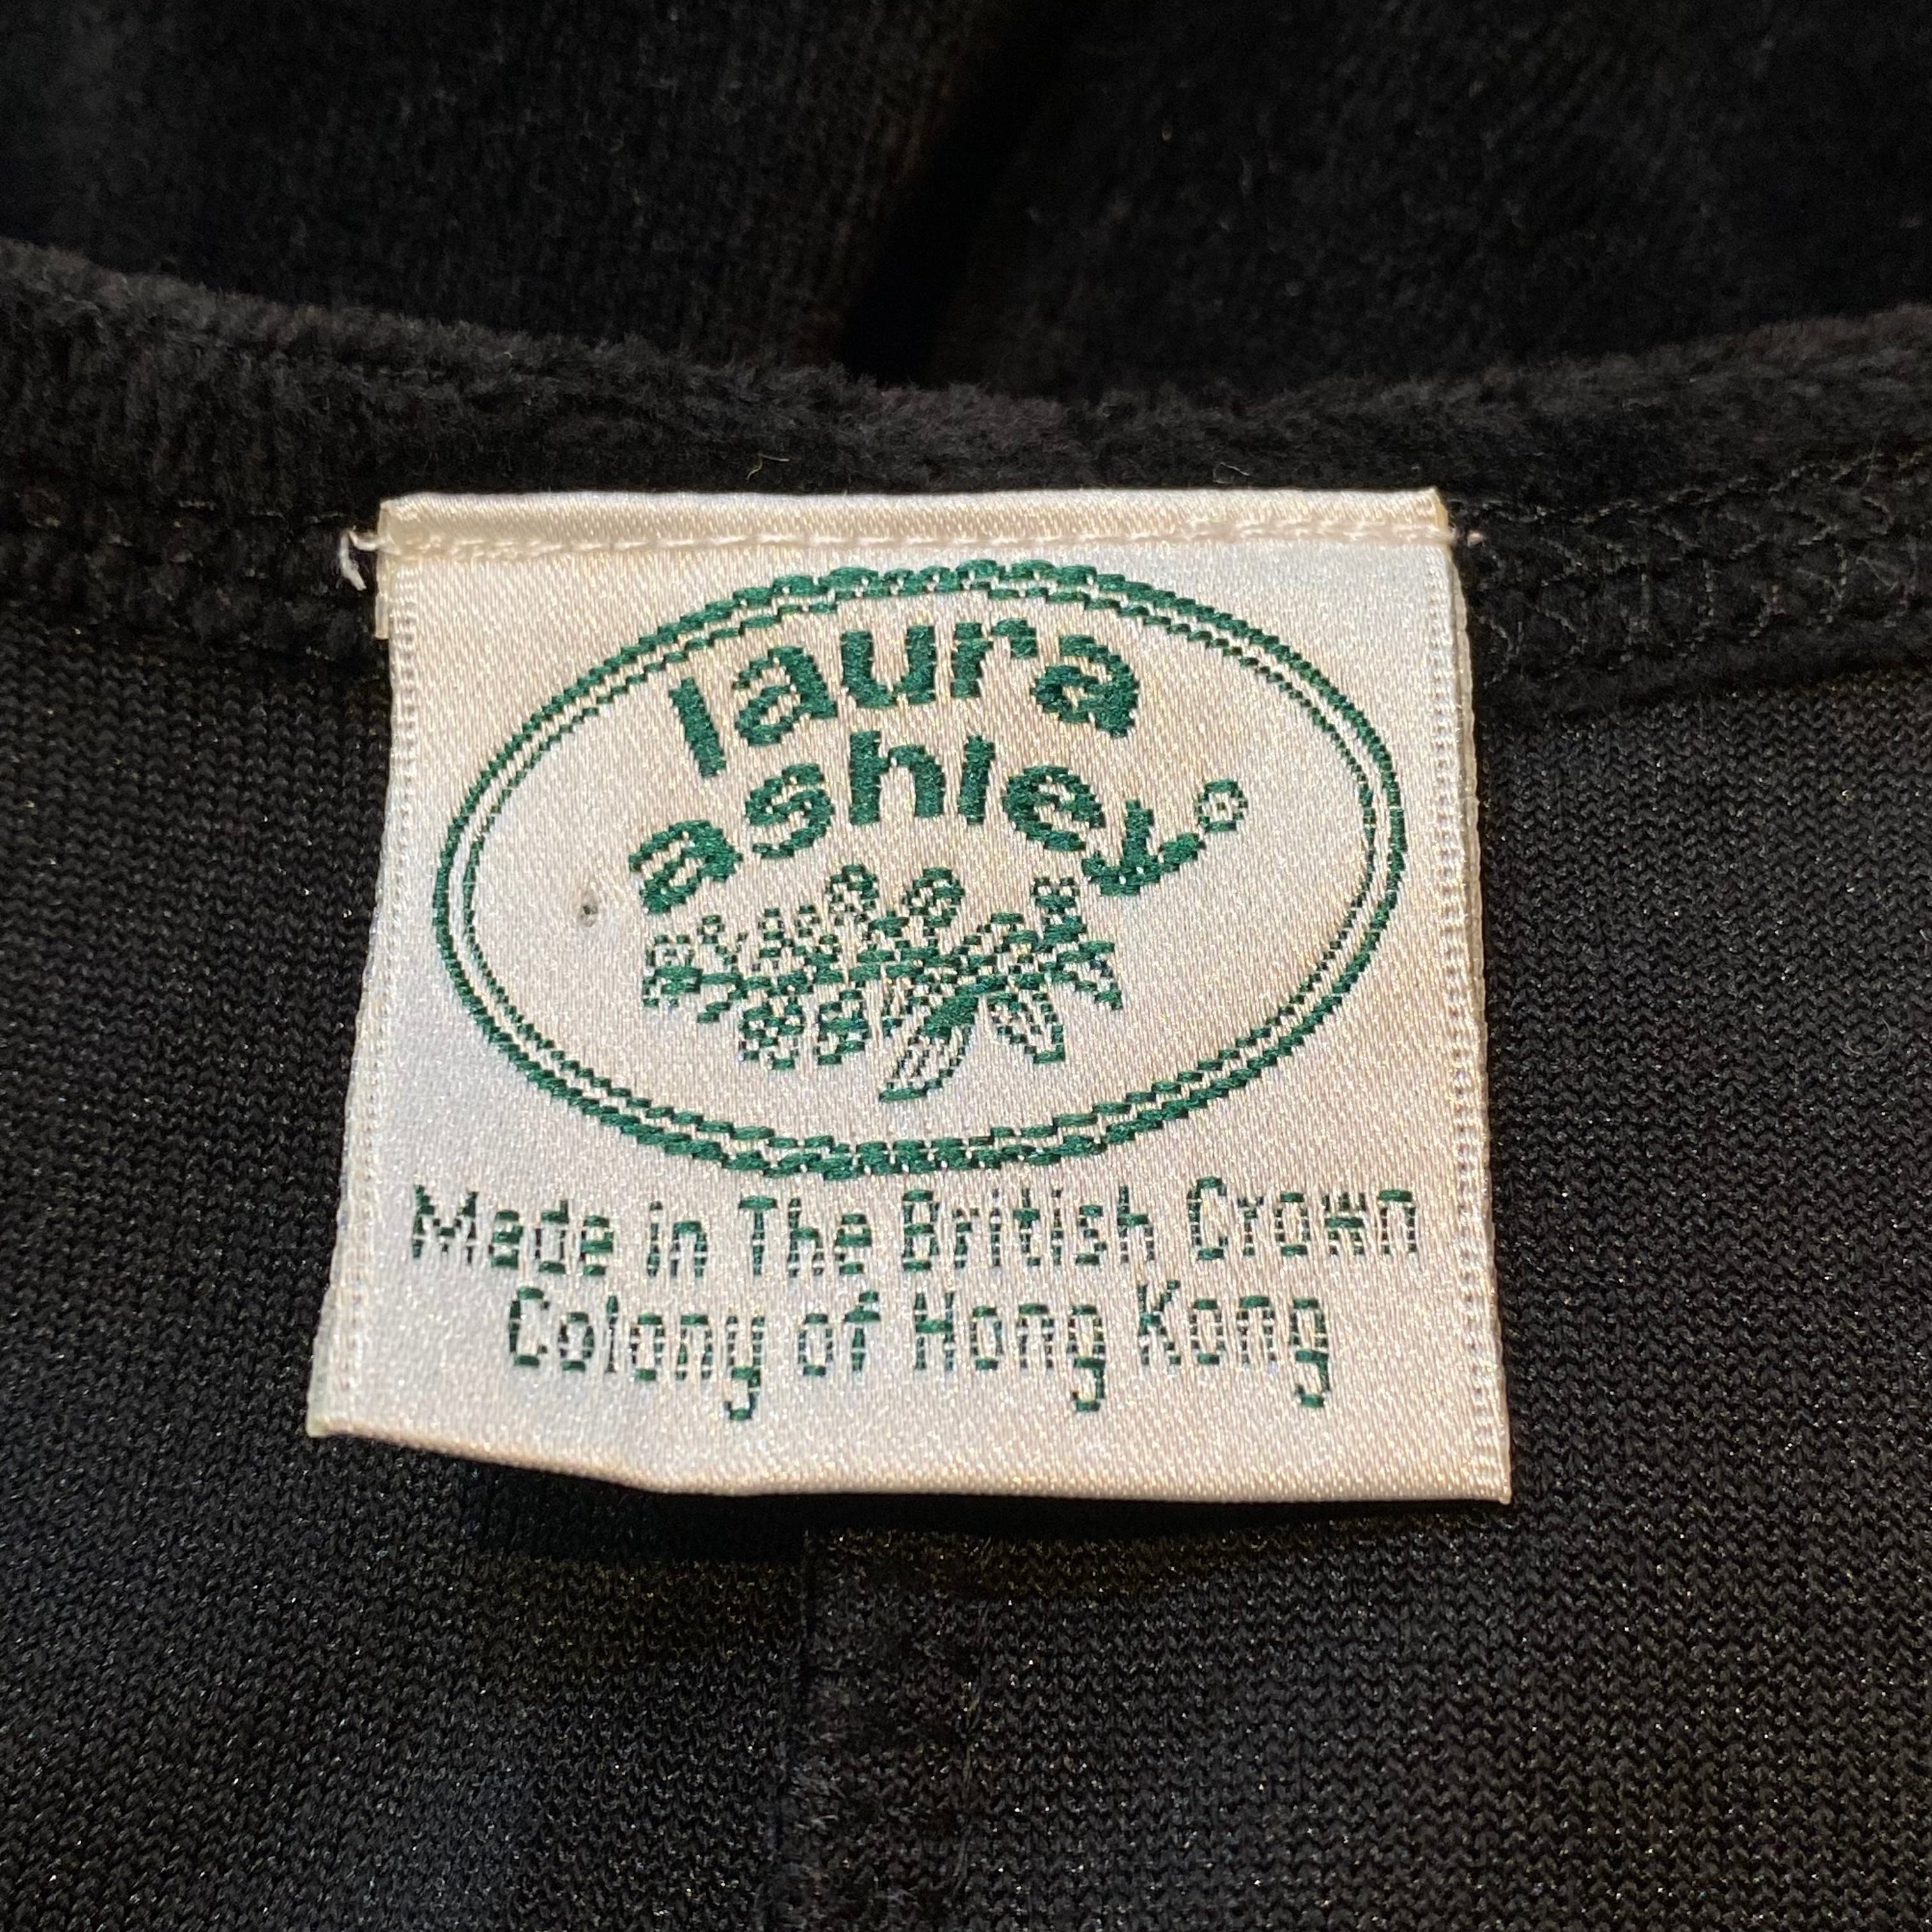 laura
ashley®
Made in The British Crown
Colony of Hong Kong